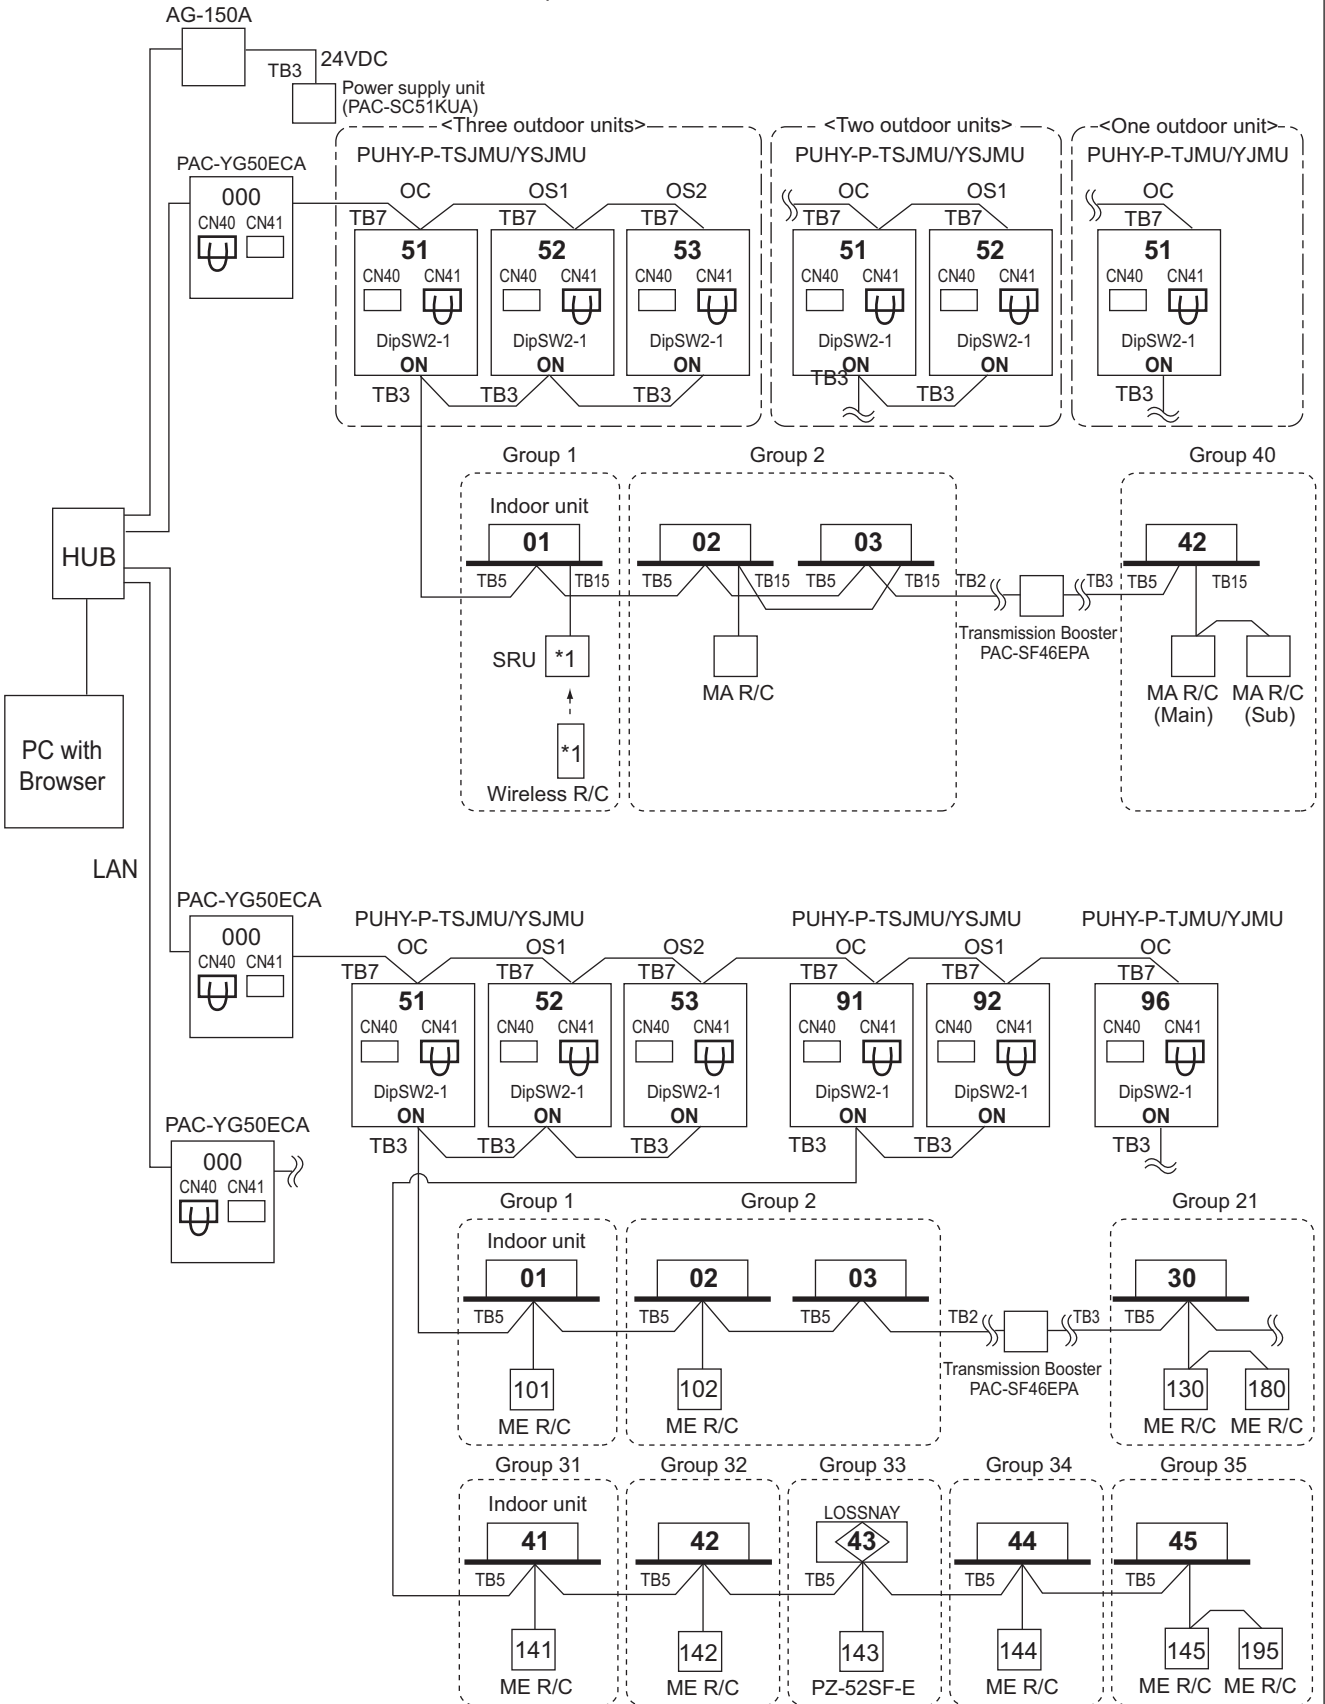 AG-150A
24VDC
TB3
Power supply unit
(PAC-SC51KUA)
<Three outdoor units> <Two outdoor units> <One outdoor unit>
PAC-YG50ECA PUHY-P-TSJMU/YSJMU PUHY-P-TSJMU/YSJMU PUHY-P-TJMU/YJMU
000 OC OS1 OS2 OC OS1 OC
CN40 CN41 TB7 TB7 TB7 TB7 TB7 TB7
51 52 53 51 52 51
CN40 CN41 CN40 CN41 CN40 CN41 CN40 CN41 CN40 CN41 CN40 CN41
DipSW2-1 DipSW2-1 DipSW2-1 DipSW2-1 DipSW2-1 DipSW2-1
ON ON ON ON ON ON
TB3 TB3 TB3 TB3 TB3 TB3
Group 1 Group 2 Group 40
Indoor unit
HUB 01 02 03 42
TB5 TB15 TB5 TB15 TB5 TB15 TB2 TB3 TB5 TB15
Transmission Booster
PAC-SF46EPA
SRU *1
MA R/C MA R/C MA R/C
(Main) (Sub)
PC with
Browser
*1
Wireless R/C
LAN
PAC-YG50ECA PUHY-P-TSJMU/YSJMU PUHY-P-TSJMU/YSJMU PUHY-P-TJMU/YJMU
000 OC OS1 OS2 OC OS1 OC
CN40 CN41 TB7 TB7 TB7 TB7 TB7 TB7
51 52 53 91 92 96
CN40 CN41 CN40 CN41 CN40 CN41 CN40 CN41 CN40 CN41 CN40 CN41
DipSW2-1 DipSW2-1 DipSW2-1 DipSW2-1 DipSW2-1 DipSW2-1
ON ON ON ON ON ON
PAC-YG50ECA TB3 TB3 TB3 TB3 TB3 TB3
000
CN40 CN41
Group 1 Group 2 Group 21
Indoor unit
01 02 03 30
TB5 TB5 TB5 TB2 TB3 TB5
Transmission Booster
PAC-SF46EPA
101 102 130 180
ME R/C ME R/C ME R/C ME R/C
Group 31 Group 32 Group 33 Group 34 Group 35
Indoor unit LOSSNAY
41 42 43 44 45
TB5 TB5 TB5 TB5 TB5
141 142 143 144 145 195
ME R/C ME R/C PZ-52SF-E ME R/C ME R/C ME R/C